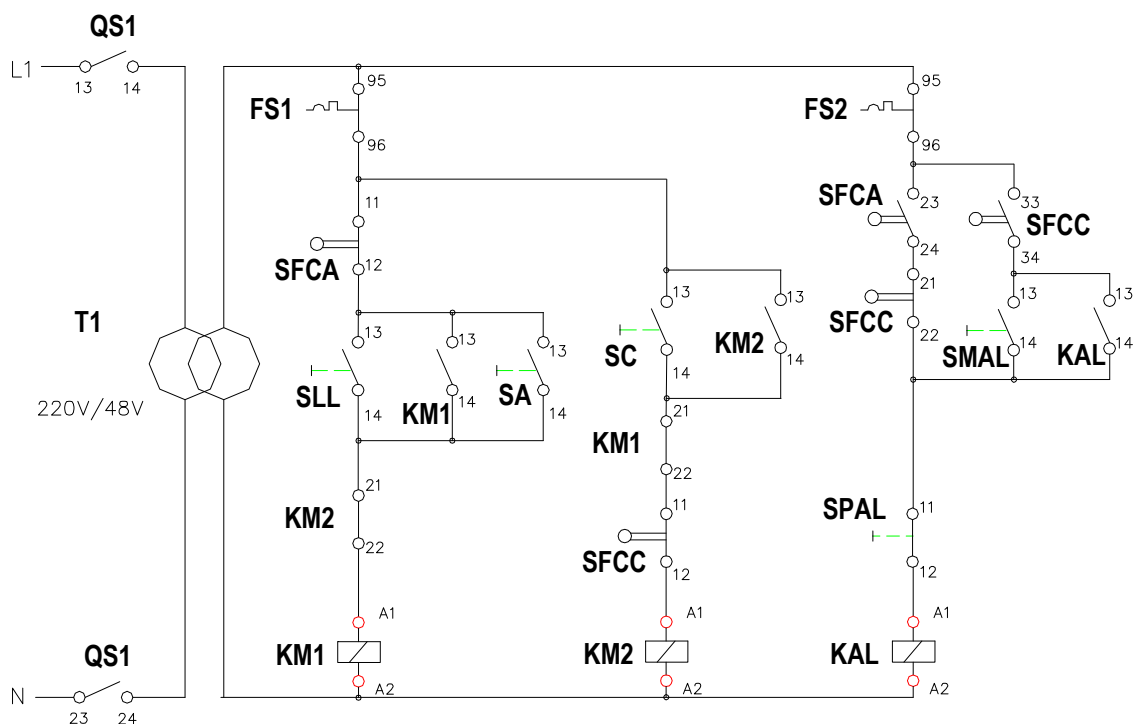 QS1
L1
13 14
T1
220V/48V
QS1
N
23 24
95
FS1
96
11
SFCA
12
13
SLL
14
13
KM1
14
13
SA
14
21
KM2
22
A1
KM1
A2
13
SC
14
13
KM2
14
21
KM1
22
11
SFCC
12
A1
KM2
A2
95
FS2
96
SFCA
23
24
33
SFCC
34
21
SFCC
22
13
SMAL
14
13
KAL
14
SPAL
11
12
A1
KAL
A2